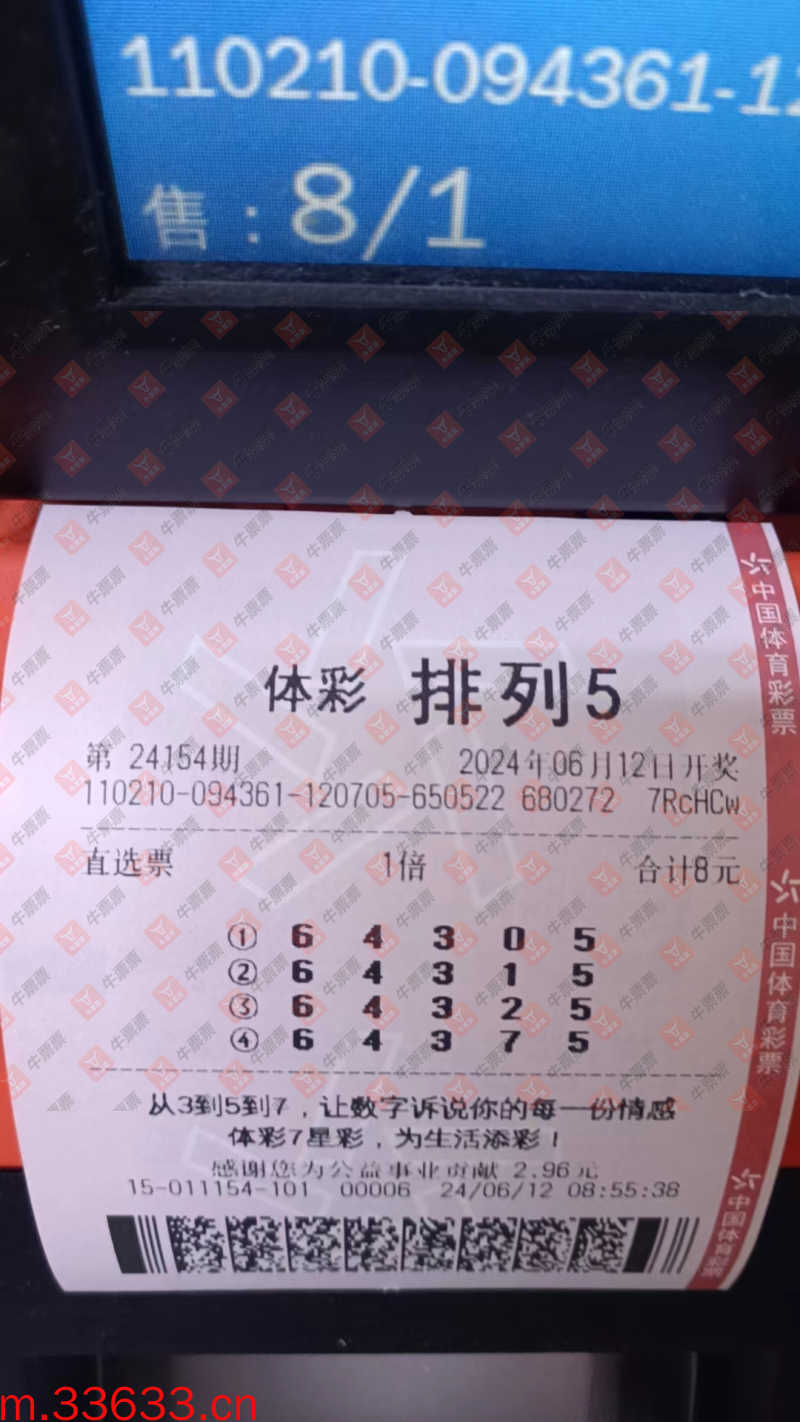 110210-094361-12
售：8/1
体彩 排列5
第 24154期 2024年06月12日开奖
110210-094361-120705-650522 680272 7RcHCw
直选票 1倍 合计8元
① 6 4 3 0 5
② 6 4 3 1 5
③ 6 4 3 2 5
④ 6 4 3 7 5
从3到5到7，让数字诉说你的每一份情感
体彩7星彩，为生活添彩！
感谢您为公益事业贡献 2.96元
15-011154-101 00006 24/06/12 08:55:38
中国体育彩票
中国体育彩票
中国体育彩票
牛票票
m.33633.cn